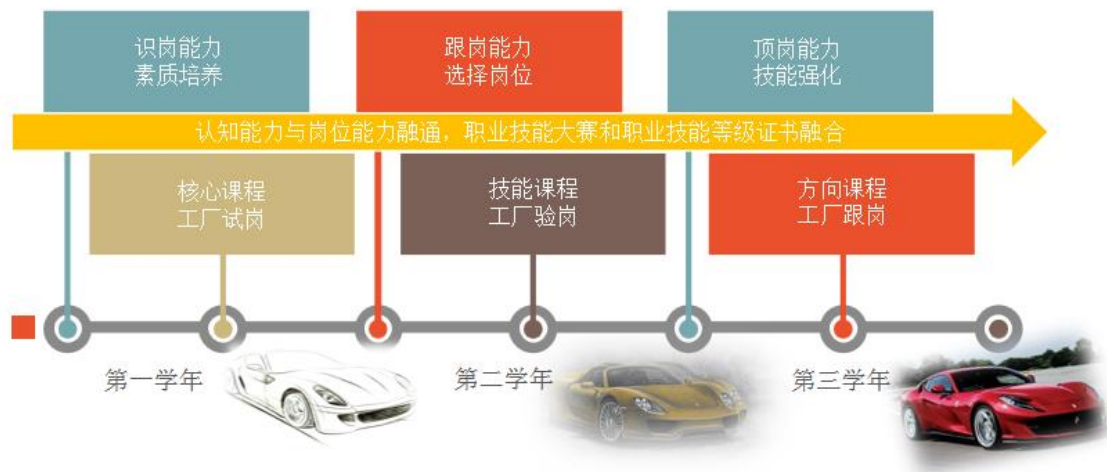 识岗能力
素质培养
跟岗能力
选择岗位
顶岗能力
技能强化
认知能力与岗位能力融通，职业技能大赛和职业技能等级证书融合
核心课程
工厂试岗
技能课程
工厂验岗
方向课程
工厂跟岗
第一学年
第二学年
第三学年